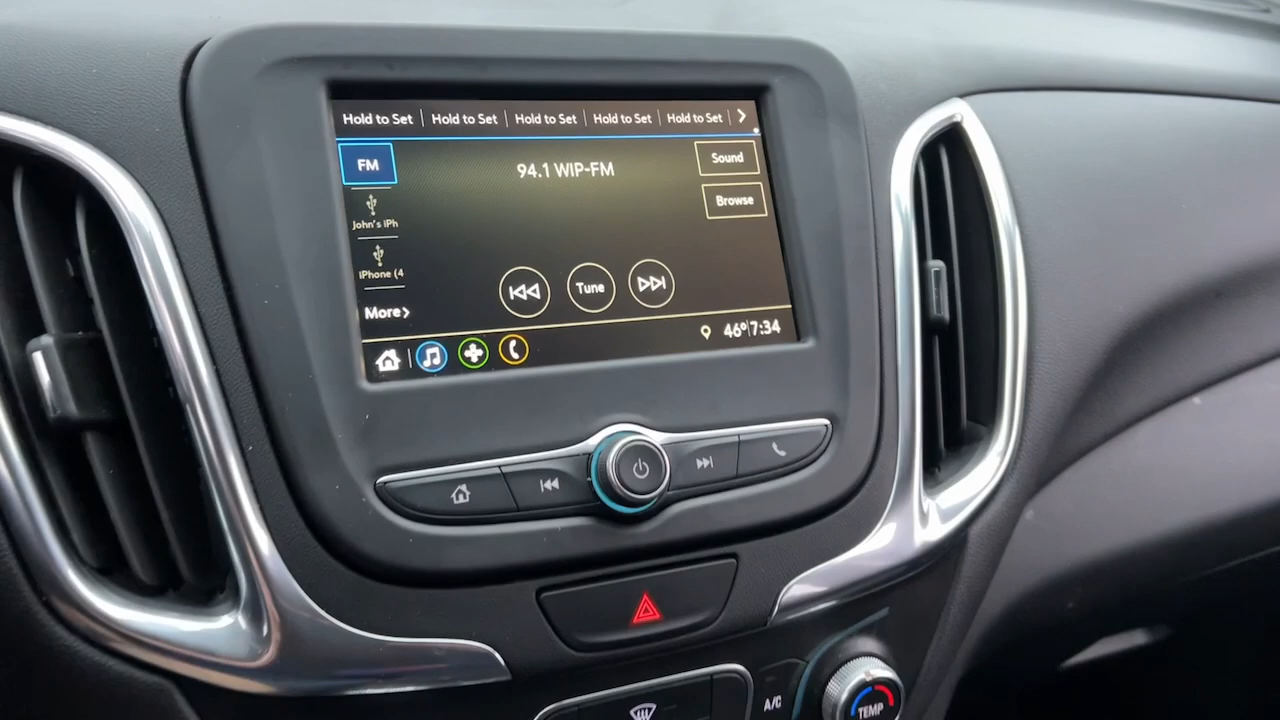 Hold to Set Hold to Set Hold to Set Hold to Set Hold to Set
FM
94.1 WIP-FM
Sound
John's iPh
Browse
iPhone (4
Tune
More
46° 7:34
A/C
TEMP